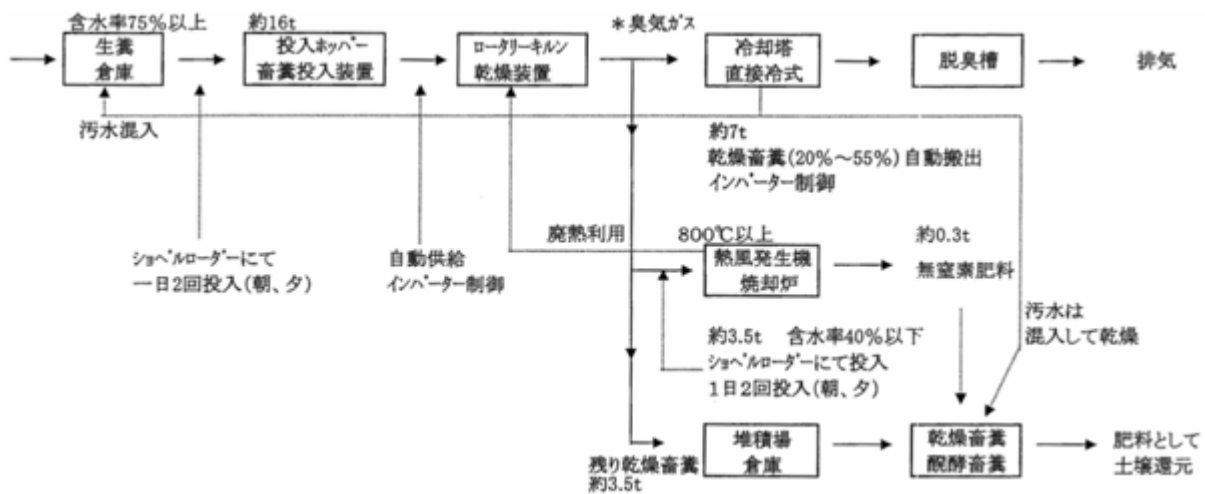 含水率75%以上
約16t
＊臭気ｶﾞｽ
生糞
倉庫
投入ﾎｯﾊﾟｰ
畜糞投入装置
ﾛｰﾀﾘｰｷﾙﾝ
乾燥装置
冷却塔
直接冷式
脱臭槽
排気
汚水混入
約7t
乾燥畜糞(20%～55%)自動搬出
ｲﾝﾊﾞｰﾀｰ制御
廃熱利用
800℃以上
約0.3t
ｼｮﾍﾞﾙﾛｰﾀﾞｰにて
一日2回投入(朝、夕)
自動供給
ｲﾝﾊﾞｰﾀｰ制御
熱風発生機
焼却炉
無窒素肥料
汚水は
混入して乾燥
約3.5t　含水率40%以下
ｼｮﾍﾞﾙﾛｰﾀﾞｰにて投入
1日2回投入(朝、夕)
残り乾燥畜糞
約3.5t
堆積場
倉庫
乾燥畜糞
醗酵畜糞
肥料として
土壌還元